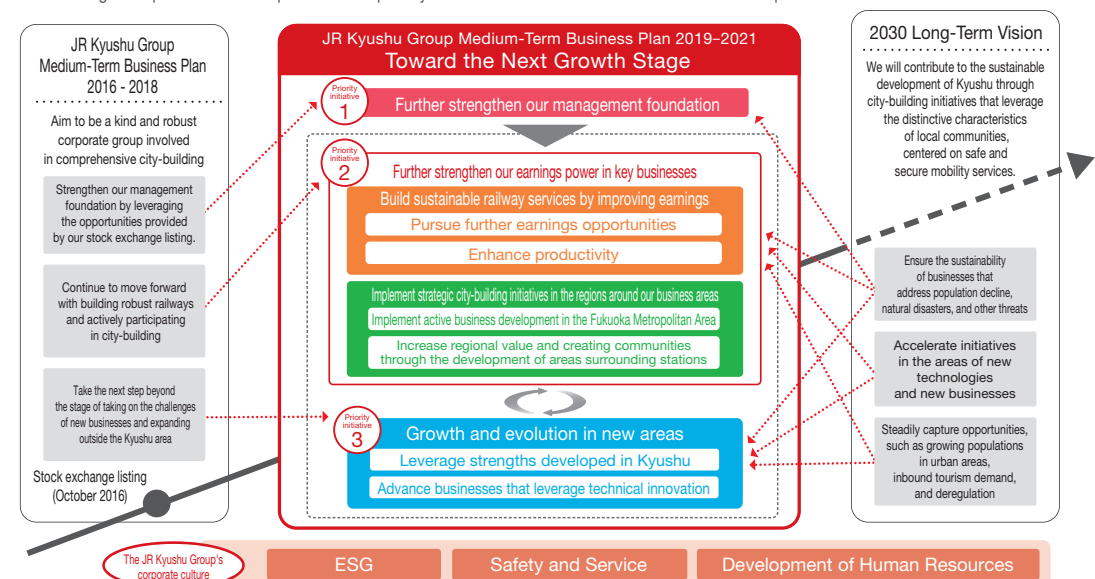 JR Kyushu Group
Medium-Term Business Plan
2016 - 2018
Aim to be a kind and robust
corporate group involved
in comprehensive city-building
Strengthen our management
foundation by leveraging
the opportunities provided
by our stock exchange listing.
Continue to move forward
with building robust railways
and actively participating
in city-building
Take the next step beyond
the stage of taking on the challenges
of new businesses and expanding
outside the Kyushu area
Stock exchange listing
(October 2016)
JR Kyushu Group Medium-Term Business Plan 2019–2021
Toward the Next Growth Stage
Priority
initiative
1
Further strengthen our management foundation
Priority
initiative
2
Further strengthen our earnings power in key businesses
Build sustainable railway services by improving earnings
Pursue further earnings opportunities
Enhance productivity
Implement strategic city-building initiatives in the regions around our business areas
Implement active business development in the Fukuoka Metropolitan Area
Increase regional value and creating communities
through the development of areas surrounding stations
Priority
initiative
3
Growth and evolution in new areas
Leverage strengths developed in Kyushu
Advance businesses that leverage technical innovation
2030 Long-Term Vision
We will contribute to the sustainable
development of Kyushu through
city-building initiatives that leverage
the distinctive characteristics
of local communities,
centered on safe and
secure mobility services.
Ensure the sustainability
of businesses that
address population decline,
natural disasters, and other threats
Accelerate initiatives
in the areas of new
technologies
and new businesses
Steadily capture opportunities,
such as growing populations
in urban areas,
inbound tourism demand,
and deregulation
The JR Kyushu Group's
corporate culture
ESG
Safety and Service
Development of Human Resources